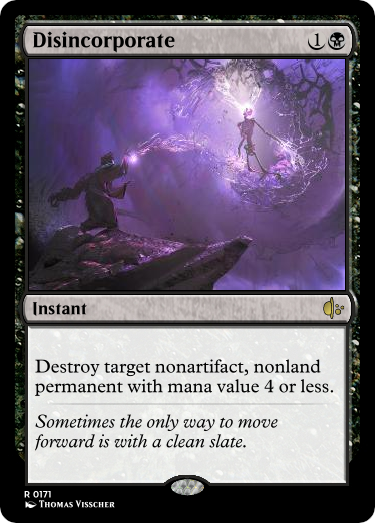 Disincorporate 1
Instant
Destroy target nonartifact, nonland
permanent with mana value 4 or less.
Sometimes the only way to move
forward is with a clean slate.
R 0171
Thomas Visscher